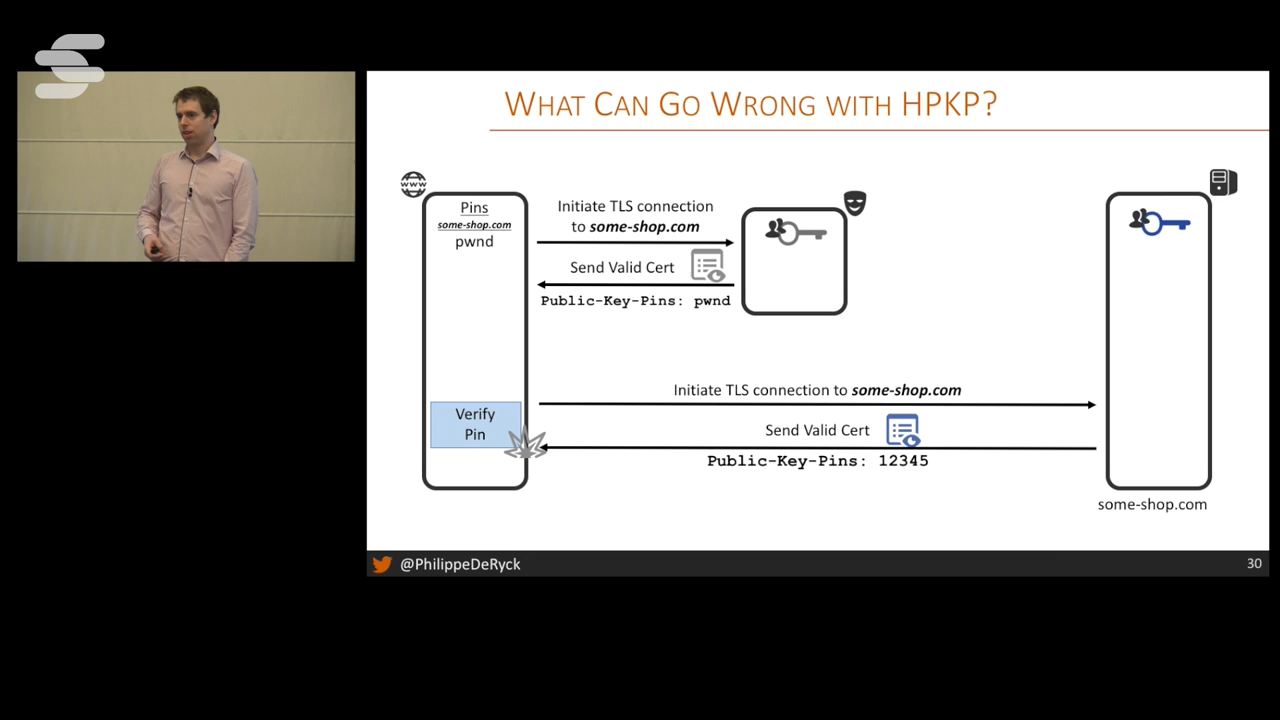 WHAT CAN GO WRONG WITH HPKP?
www
Pins
some-shop.com
pwnd
Initiate TLS connection
to some-shop.com
Send Valid Cert
Public-Key-Pins: pwnd
Initiate TLS connection to some-shop.com
Verify
Pin
Send Valid Cert
Public-Key-Pins: 12345
some-shop.com
@PhilippeDeRyck
30